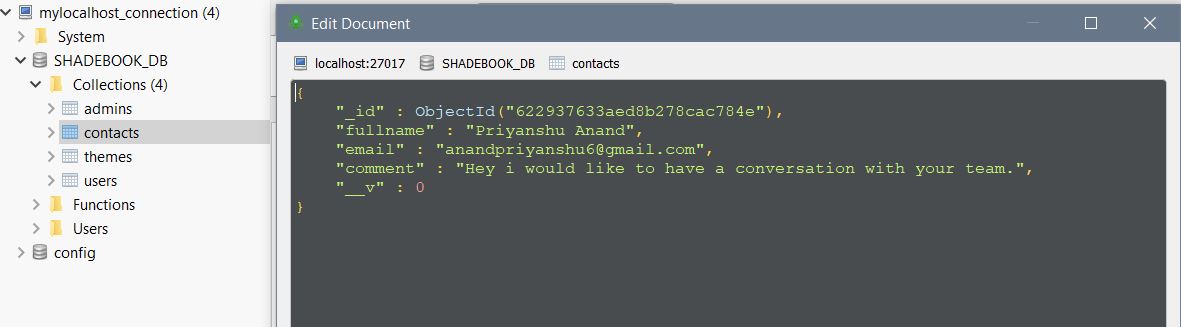 mylocalhost_connection (4)
System
SHADEBOOK_DB
Collections (4)
admins
contacts
themes
users
Functions
Users
config
Edit Document
localhost:27017 SHADEBOOK_DB contacts
{
"_id" : ObjectId("622937633aed8b278cac784e"),
"fullname" : "Priyanshu Anand",
"email" : "anandpriyanshu6@gmail.com",
"comment" : "Hey i would like to have a conversation with your team.",
"__v" : 0
}